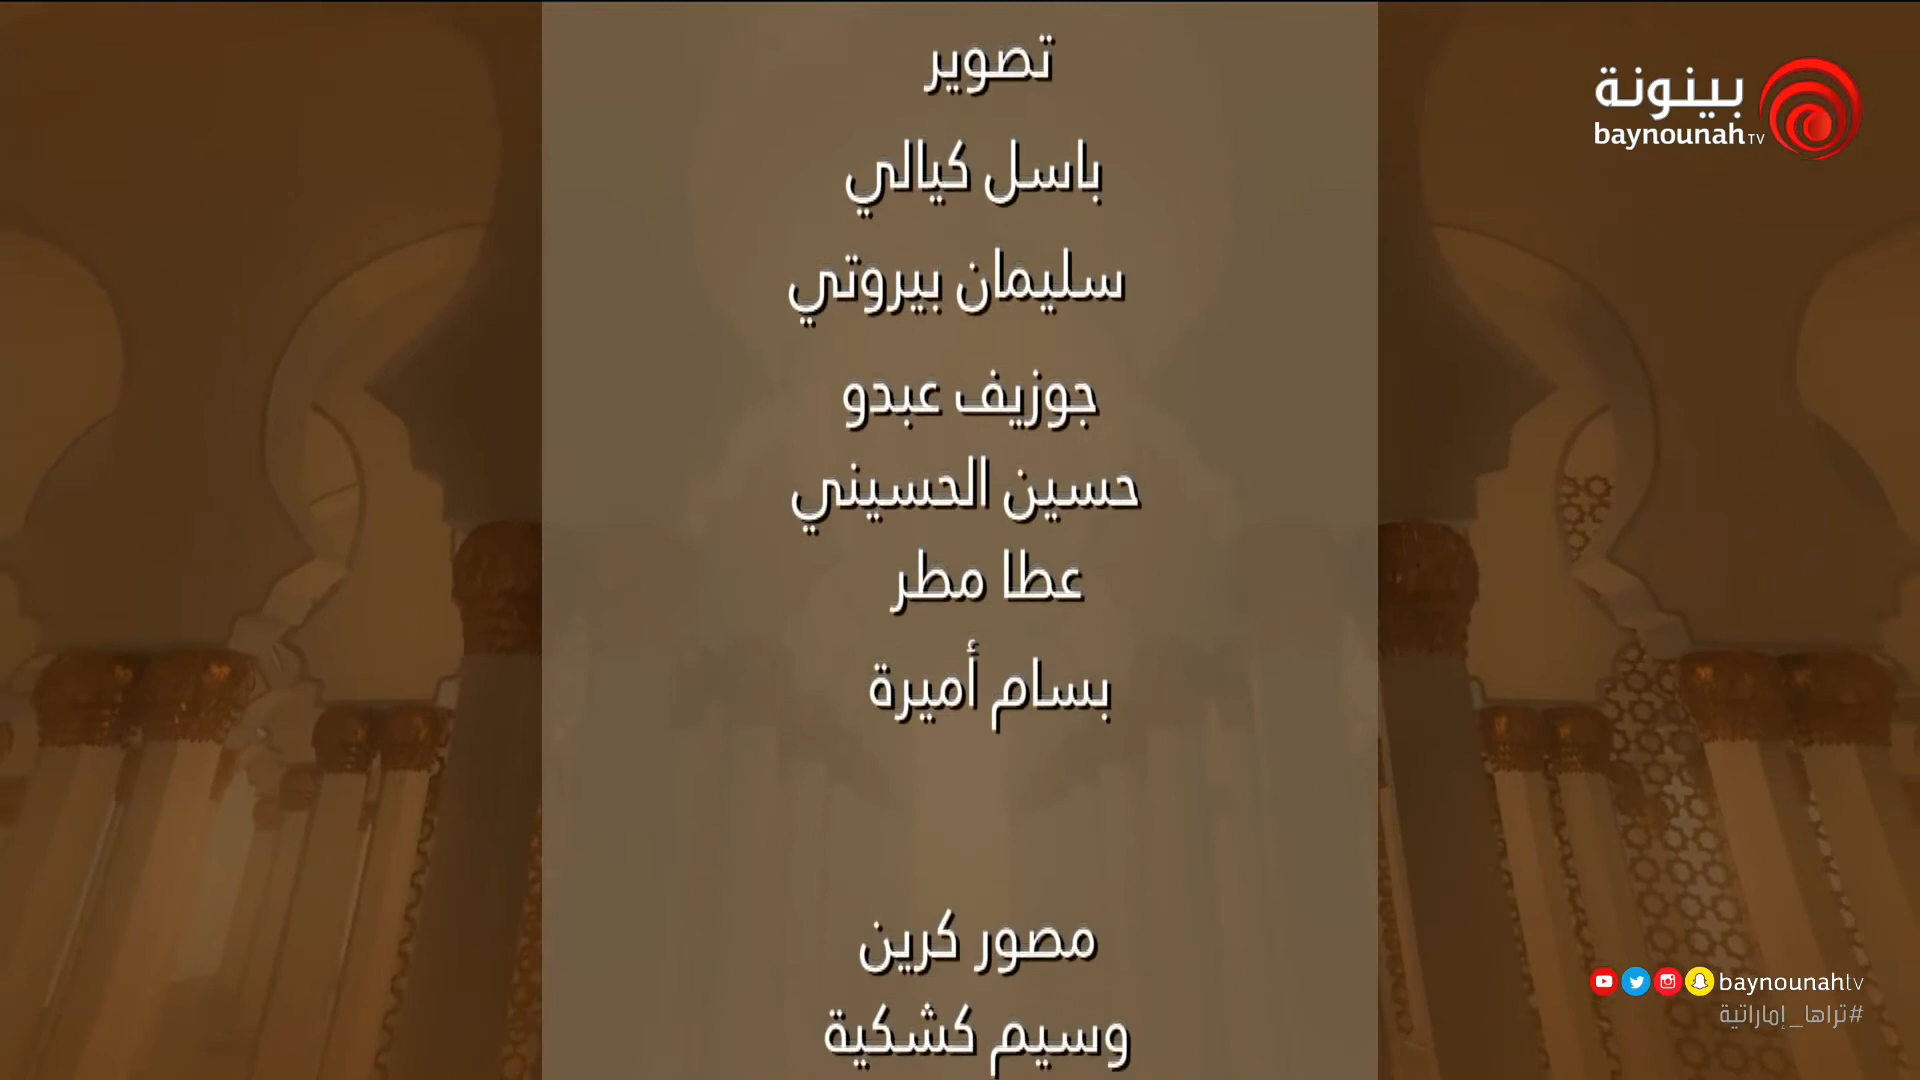 تصوير
باسل كيالي
سليمان بيروتي
جوزيف عبدو
حسين الحسيني
عطا مطر
بسام أميرة
مصور كرين
وسيم كشكية
بينونة
baynounah TV
baynounahtv
#تراها_إماراتية